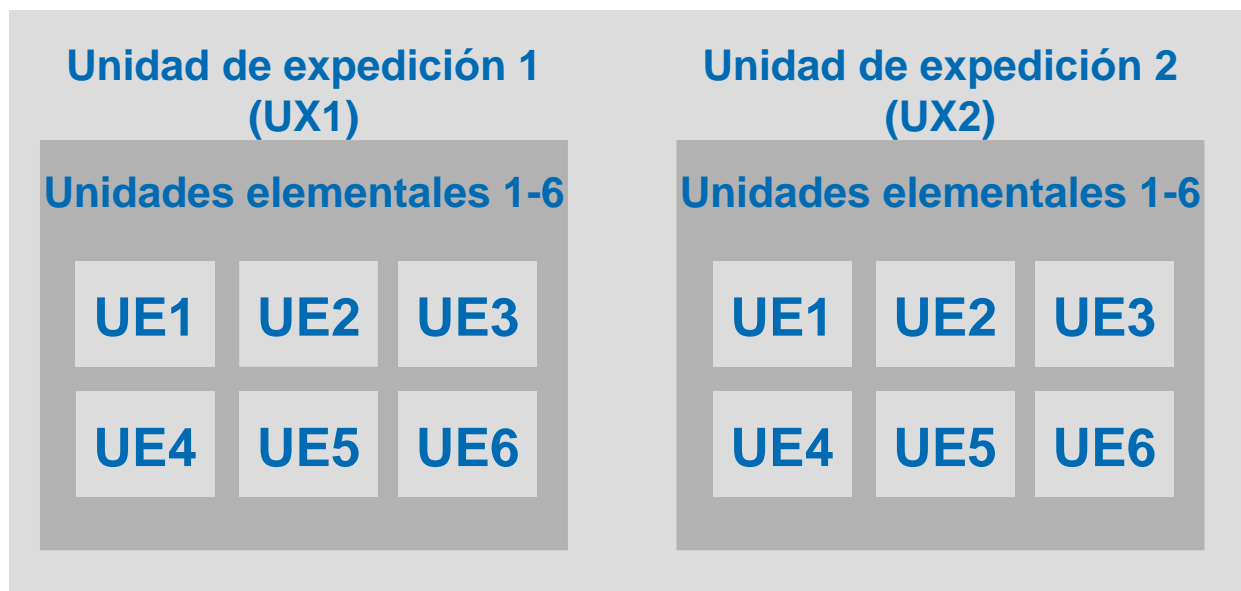 Unidad de expedición 1
(UX1)
Unidades elementales 1-6
UE1 UE2 UE3
UE4 UE5 UE6
Unidad de expedición 2
(UX2)
Unidades elementales 1-6
UE1 UE2 UE3
UE4 UE5 UE6